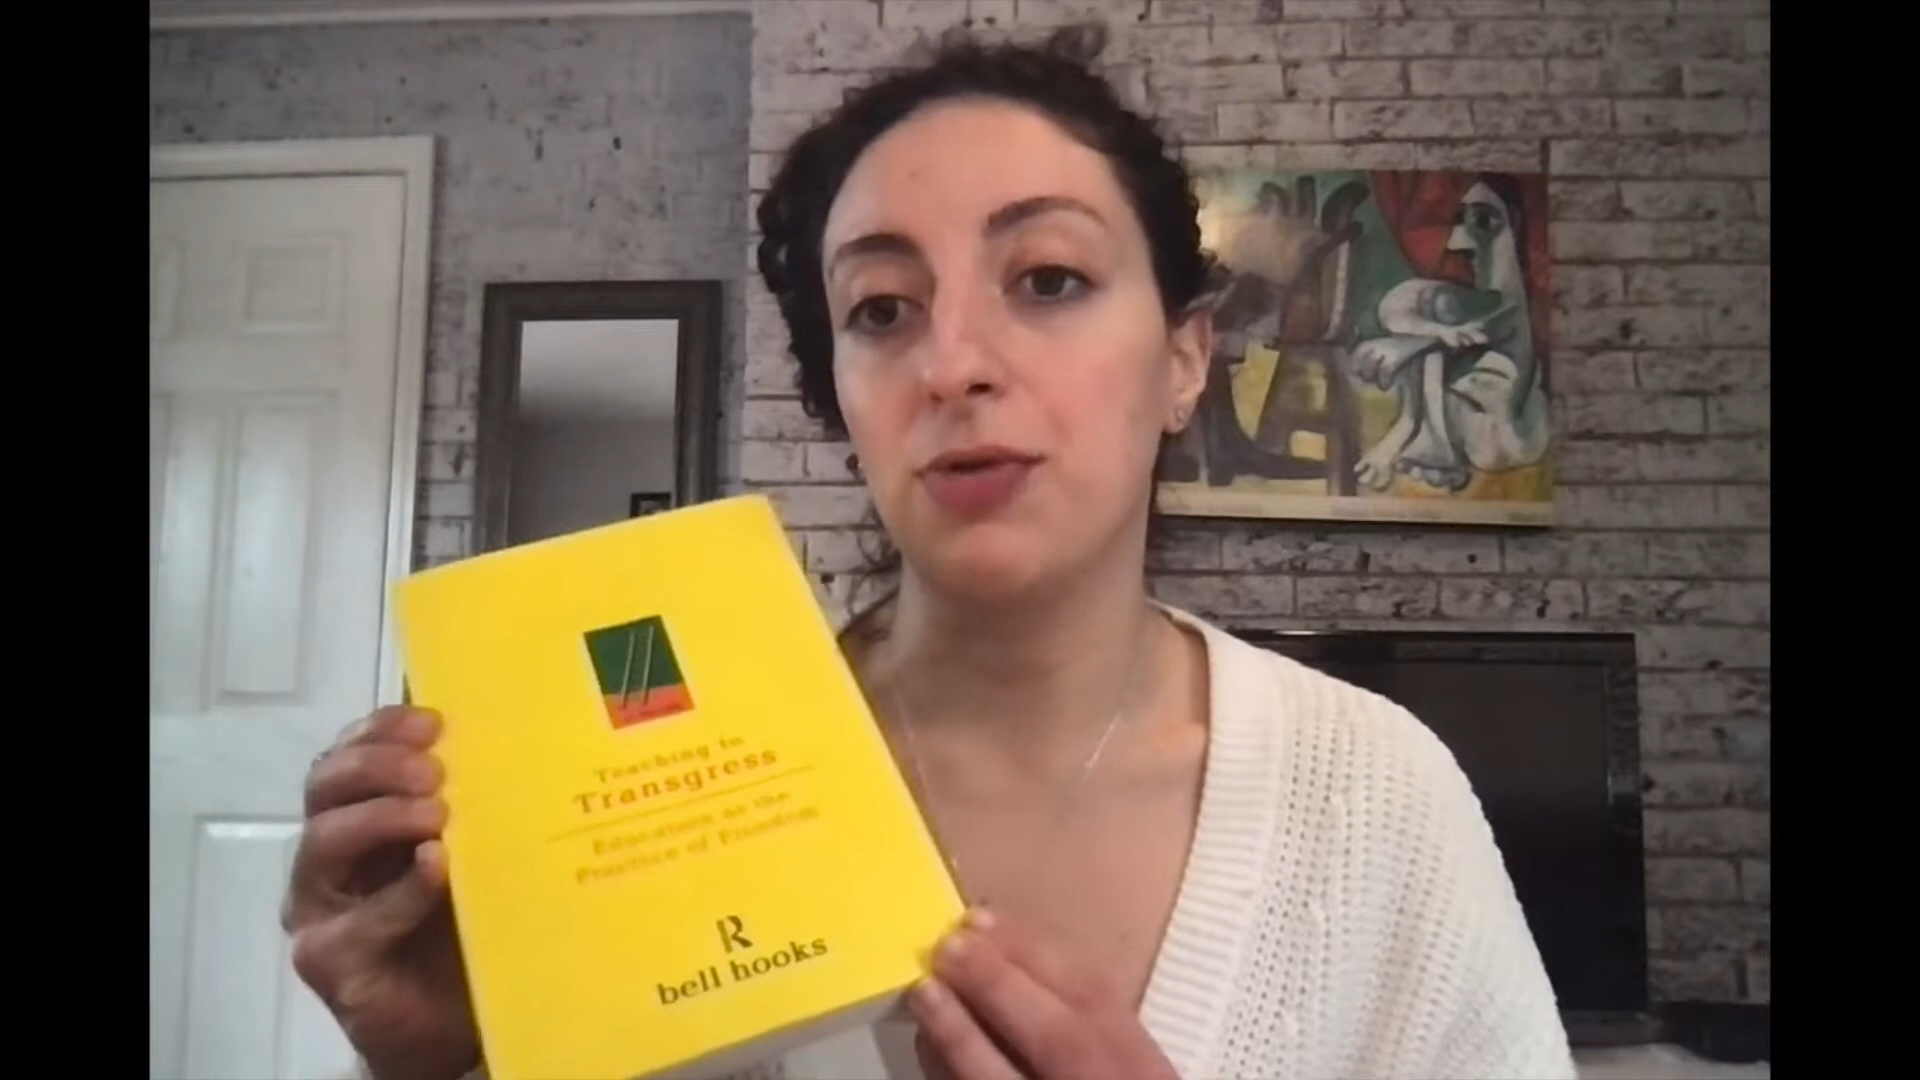 Teaching to
Transgress
Education as the
Practice of Freedom
R
bell hooks